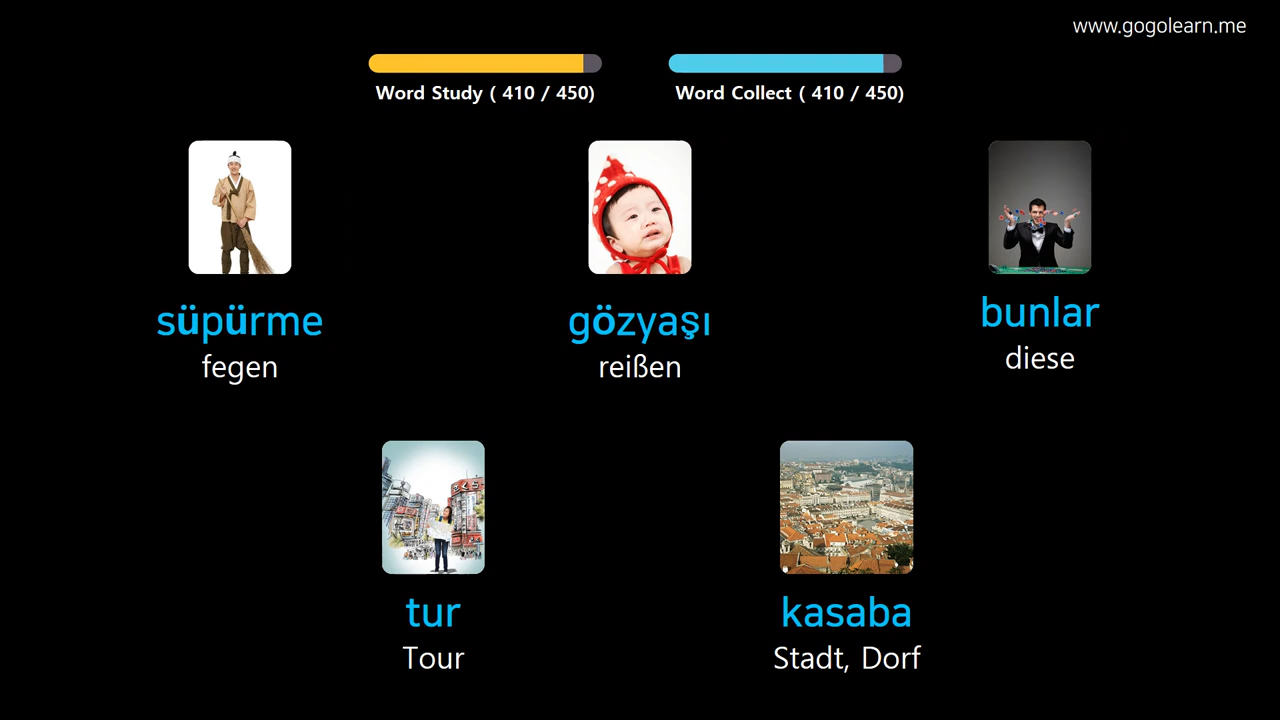 www.gogolearn.me
Word Study ( 410 / 450)
Word Collect ( 410 / 450)
süpürme
fegen
gözyaşı
reißen
bunlar
diese
tur
Tour
kasaba
Stadt, Dorf